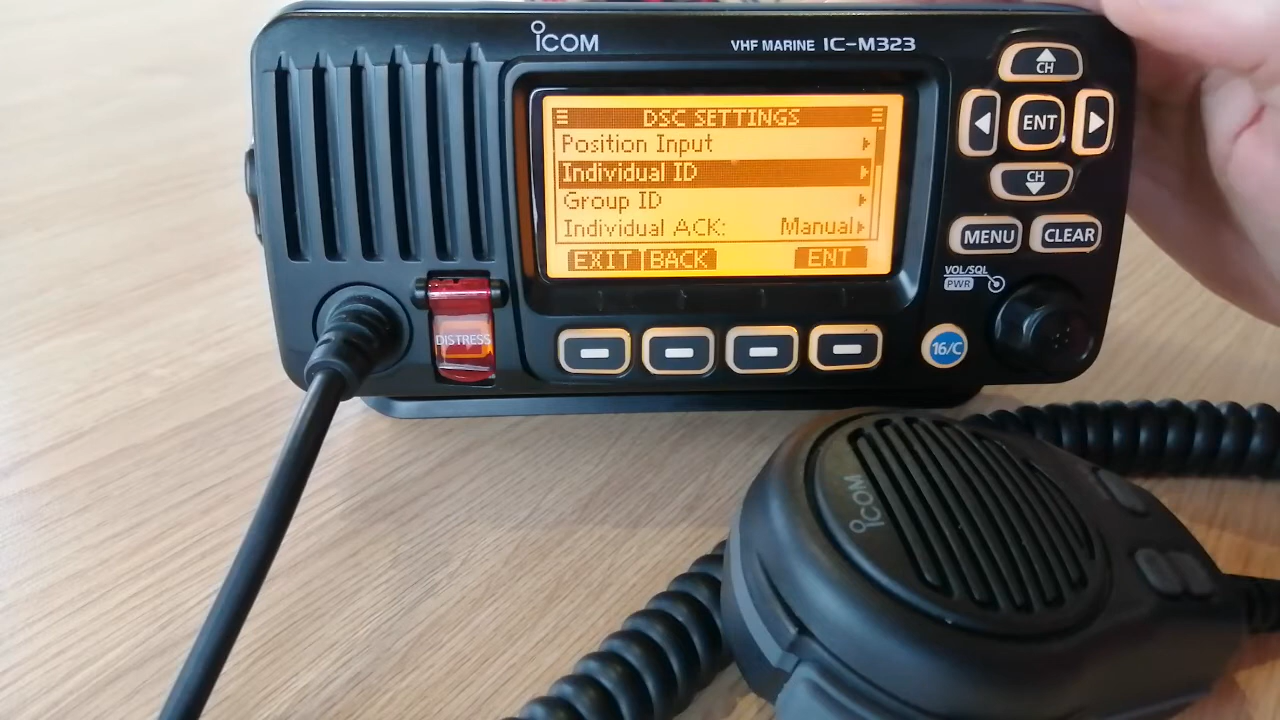 ICOM
VHF MARINE IC-M323
DSC SETTINGS
Position Input
Individual ID
Group ID
Individual ACK: Manual
EXIT BACK ENT
CH
ENT
CH
MENU CLEAR
VOL/SQL
PWR
DISTRESS
16/C
ICOM